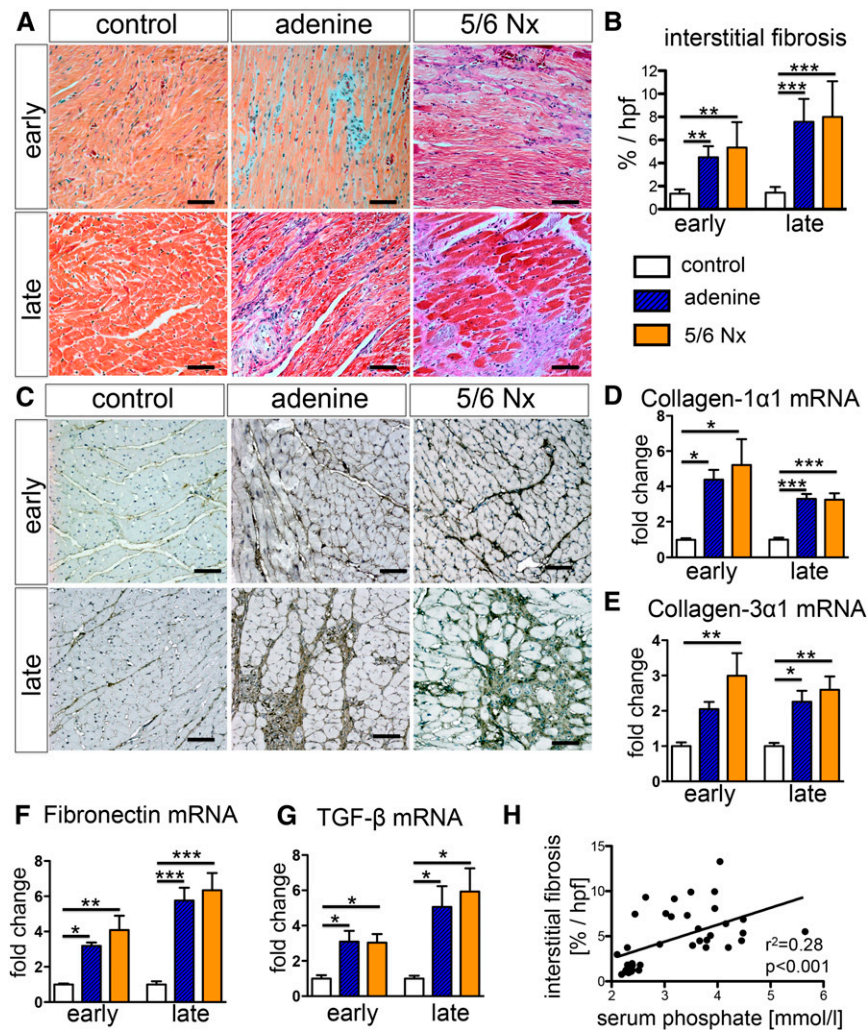 A
control
adenine
5/6 Nx
early
late
B
interstitial fibrosis
% / hpf
12
10
8
6
4
2
0
**
**
***
***
early
late
control
adenine
5/6 Nx
C
control
adenine
5/6 Nx
early
late
D
Collagen-1α1 mRNA
fold change
8
6
4
2
0
*
*
***
***
early
late
E
Collagen-3α1 mRNA
fold change
4
3
2
1
0
**
**
*
early
late
F
Fibronectin mRNA
fold change
8
6
4
2
0
**
*
***
***
early
late
G
TGF-β mRNA
fold change
8
6
4
2
0
*
*
*
*
early
late
H
interstitial fibrosis
[% / hpf]
15
10
5
0
r²=0.28
p<0.001
2 3 4 5 6
serum phosphate [mmol/l]